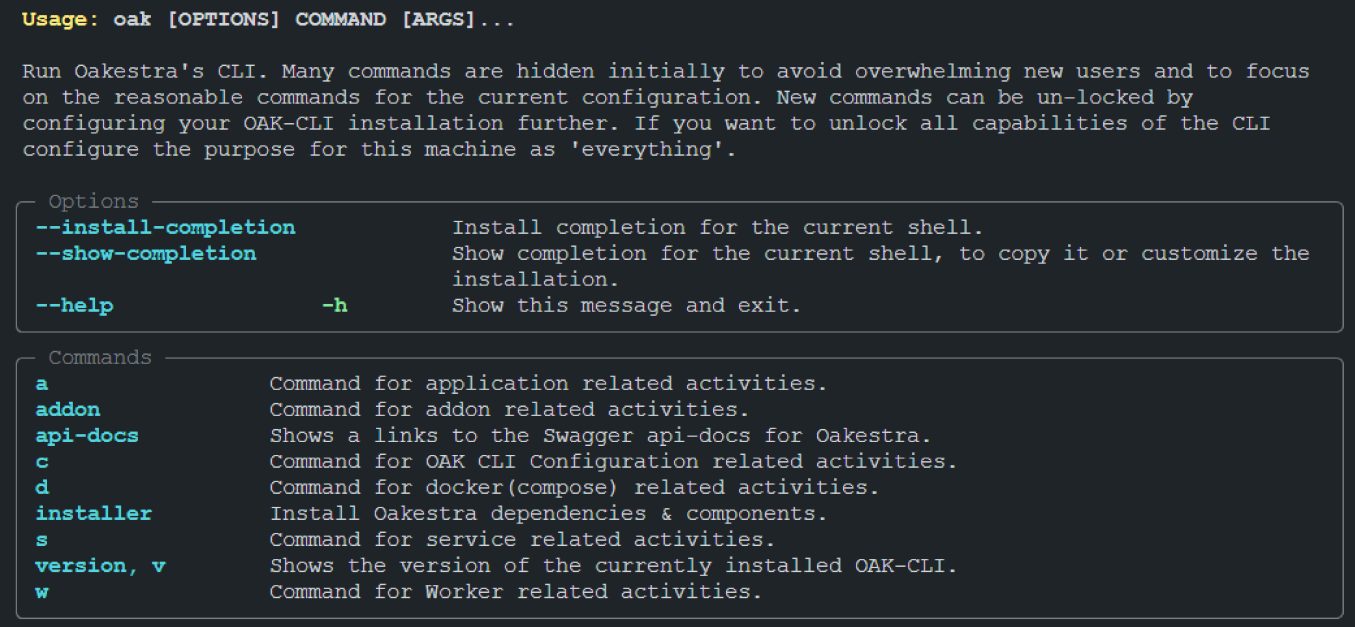 Usage: oak [OPTIONS] COMMAND [ARGS]...
Run Oakestra's CLI. Many commands are hidden initially to avoid overwhelming new users and to focus
on the reasonable commands for the current configuration. New commands can be un-locked by
configuring your OAK-CLI installation further. If you want to unlock all capabilities of the CLI
configure the purpose for this machine as 'everything'.
Options
--install-completion Install completion for the current shell.
--show-completion Show completion for the current shell, to copy it or customize the
installation.
--help -h Show this message and exit.
Commands
a Command for application related activities.
addon Command for addon related activities.
api-docs Shows a links to the Swagger api-docs for Oakestra.
c Command for OAK CLI Configuration related activities.
d Command for docker(compose) related activities.
installer Install Oakestra dependencies & components.
s Command for service related activities.
version, v Shows the version of the currently installed OAK-CLI.
w Command for Worker related activities.